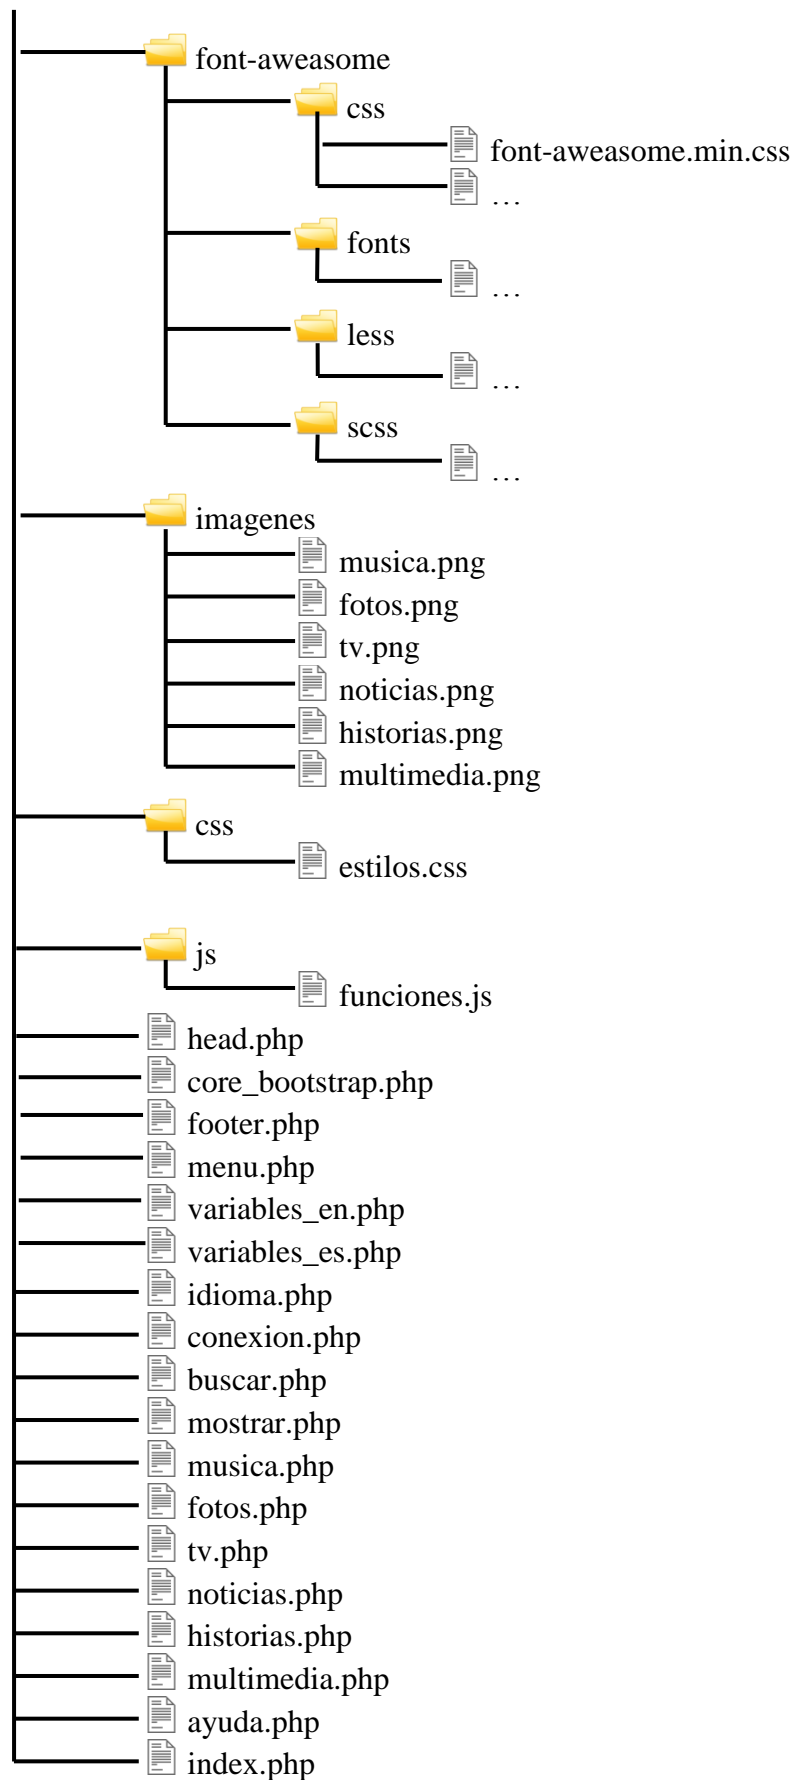 font-aweasome
css
font-aweasome.min.css
…
fonts
…
less
…
scss
…
imagenes
musica.png
fotos.png
tv.png
noticias.png
historias.png
multimedia.png
css
estilos.css
js
funciones.js
head.php
core_bootstrap.php
footer.php
menu.php
variables_en.php
variables_es.php
idioma.php
conexion.php
buscar.php
mostrar.php
musica.php
fotos.php
tv.php
noticias.php
historias.php
multimedia.php
ayuda.php
index.php